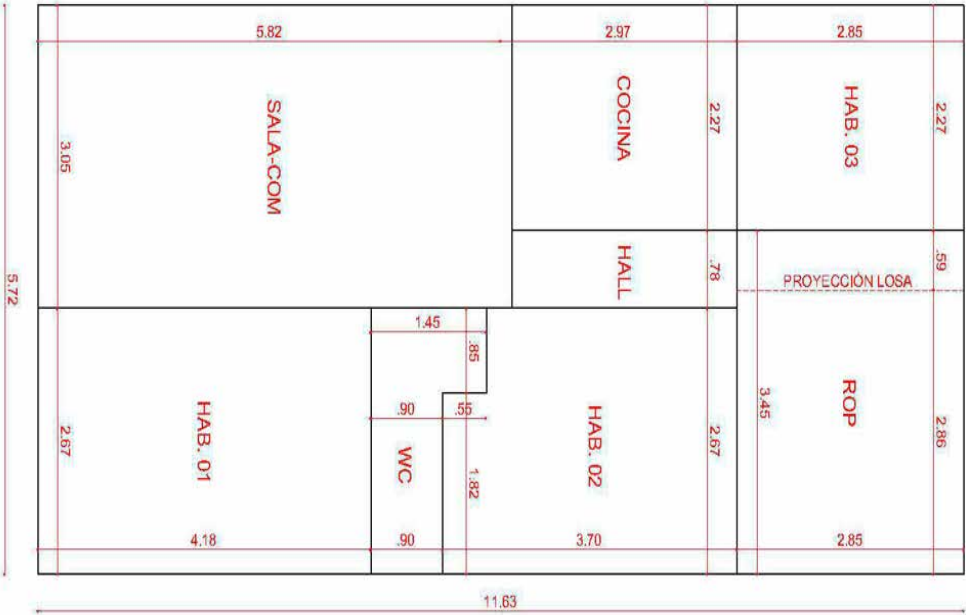 5.82
2.97
2.85
SALA-COM
COCINA
HAB. 03
3.05
2.27
2.27
HALL
.78
.59
PROYECCIÓN LOSA
5.72
1.45
.85
3.45
ROP
2.86
HAB. 01
2.67
.90
.55
WC
1.82
HAB. 02
2.67
4.18
.90
3.70
2.85
11.63